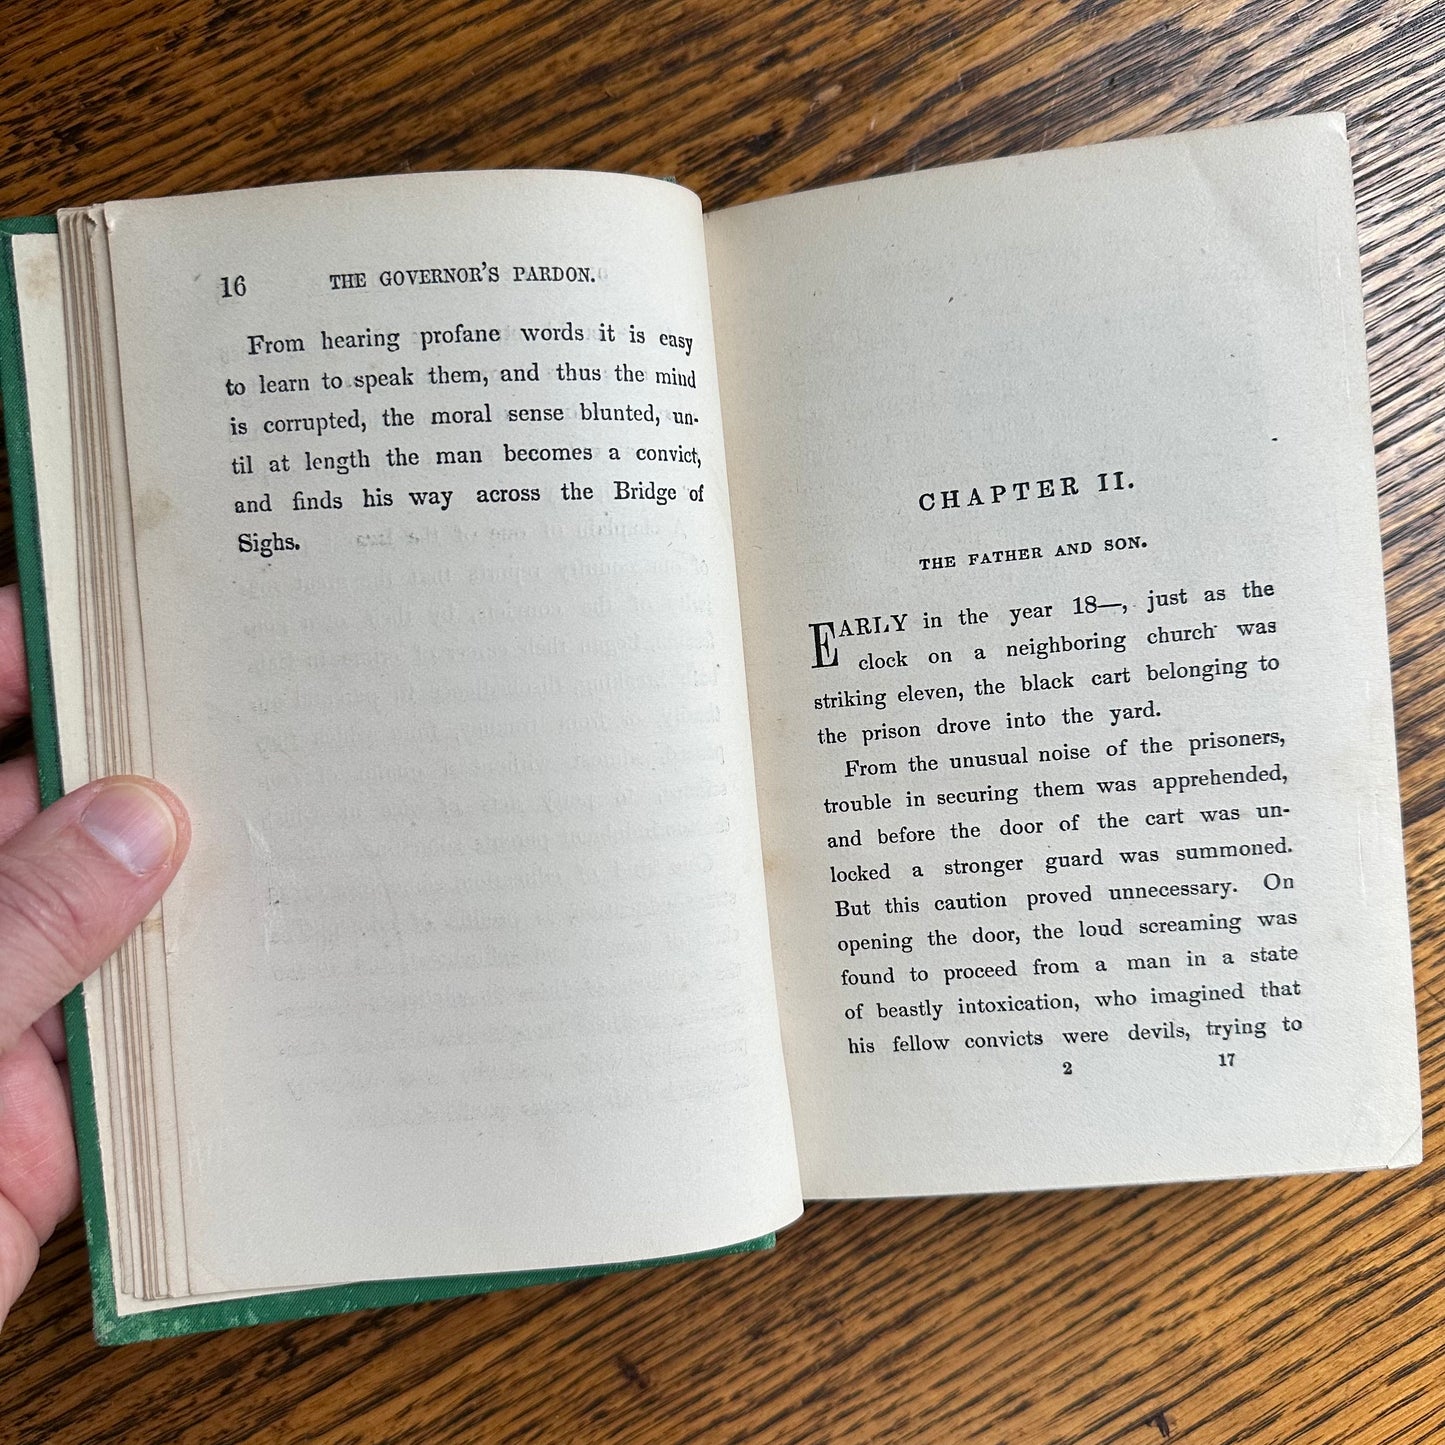 16 THE GOVERNOR'S PARDON.
From hearing profane words it is easy
to learn to speak them, and thus the mind
is corrupted, the moral sense blunted, un-
til at length the man becomes a convict,
and finds his way across the Bridge of
Sighs.
CHAPTER II.
THE FATHER AND SON.
EARLY in the year 18—, just as the
clock on a neighboring church was
striking eleven, the black cart belonging to
the prison drove into the yard.
From the unusual noise of the prisoners,
trouble in securing them was apprehended,
and before the door of the cart was un-
locked a stronger guard was summoned.
But this caution proved unnecessary. On
opening the door, the loud screaming was
found to proceed from a man in a state
of beastly intoxication, who imagined that
his fellow convicts were devils, trying to
2 17